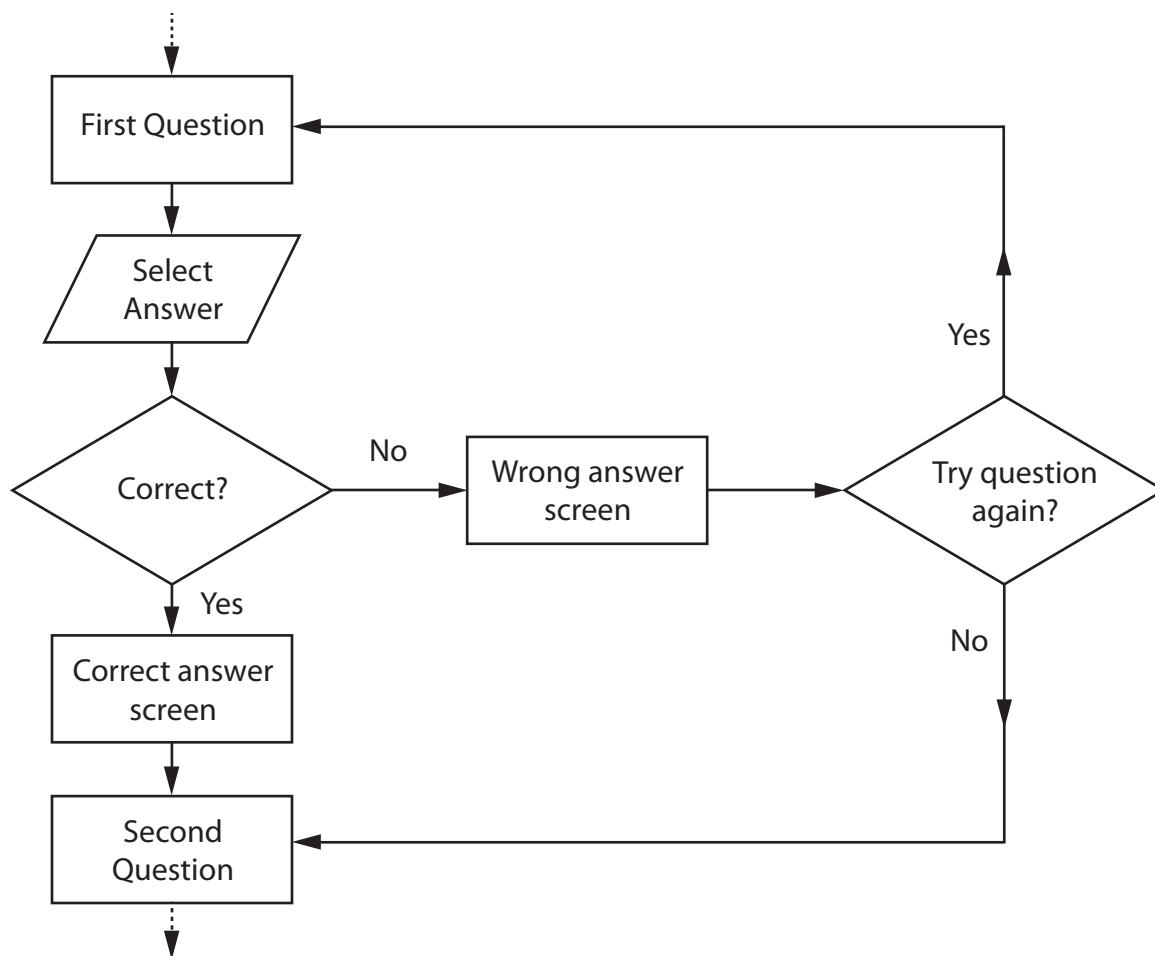 First Question
Select
Answer
Yes
No
Correct?
Wrong answer
screen
Try question
again?
Yes
No
Correct answer
screen
Second
Question